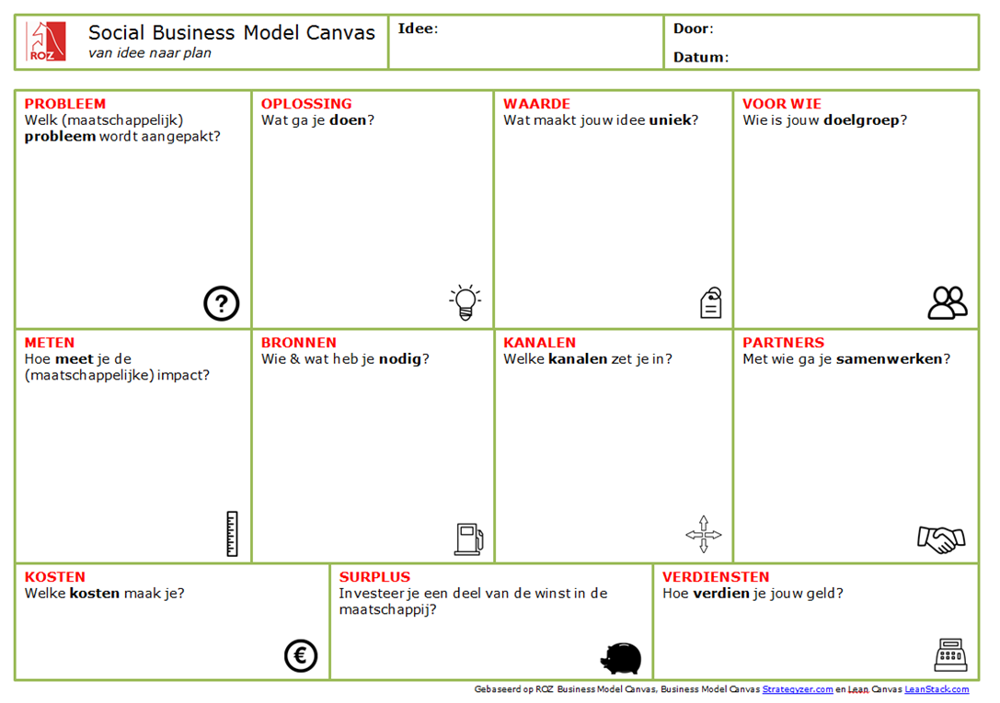 ROZ
Social Business Model Canvas
van idee naar plan
Idee:
Door:
Datum:
PROBLEEM
Welk (maatschappelijk)
probleem wordt aangepakt?
OPLOSSING
Wat ga je doen?
WAARDE
Wat maakt jouw idee uniek?
VOOR WIE
Wie is jouw doelgroep?
METEN
Hoe meet je de
(maatschappelijke) impact?
BRONNEN
Wie & wat heb je nodig?
KANALEN
Welke kanalen zet je in?
PARTNERS
Met wie ga je samenwerken?
KOSTEN
Welke kosten maak je?
SURPLUS
Investeer je een deel van de winst in de
maatschappij?
VERDIENSTEN
Hoe verdien je jouw geld?
Gebaseerd op ROZ Business Model Canvas, Business Model Canvas Strategyzer.com en Lean Canvas LeanStack.com